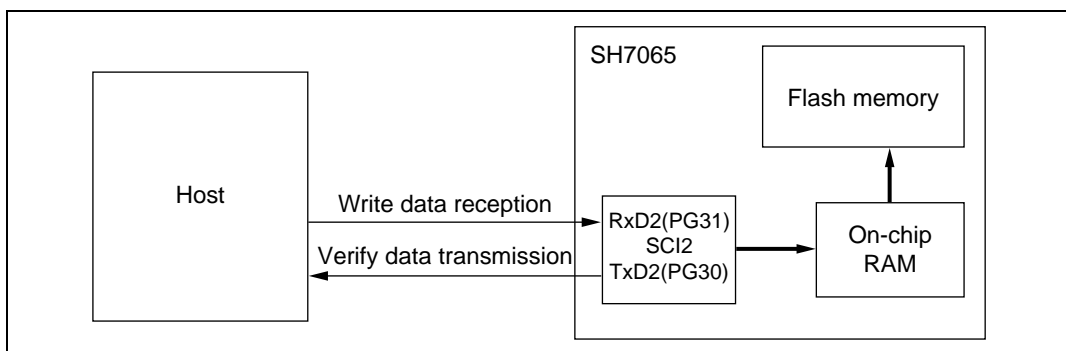 SH7065
Flash memory
Host
Write data reception
Verify data transmission
RxD2(PG31)
SCI2
TxD2(PG30)
On-chip
RAM